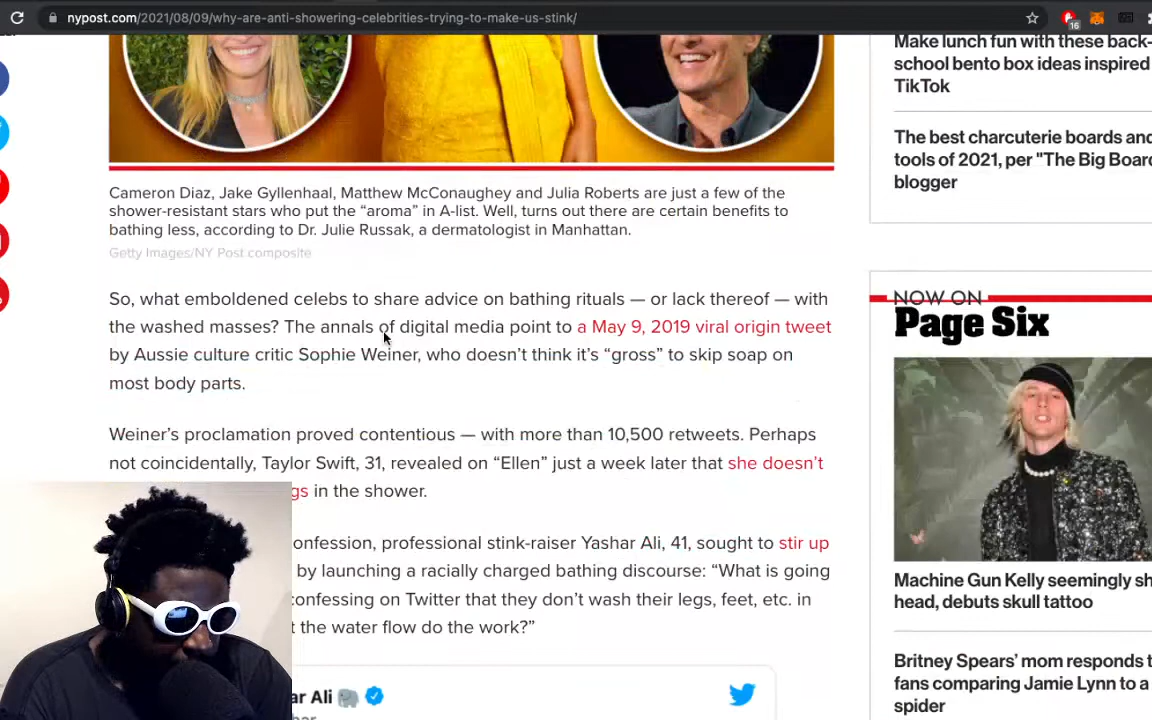 nypost.com/2021/08/09/why-are-anti-showering-celebrities-trying-to-make-us-stink/
16
Cameron Diaz, Jake Gyllenhaal, Matthew McConaughey and Julia Roberts are just a few of the
shower-resistant stars who put the “aroma” in A-list. Well, turns out there are certain benefits to
bathing less, according to Dr. Julie Russak, a dermatologist in Manhattan.
Getty Images/NY Post composite
So, what emboldened celebs to share advice on bathing rituals — or lack thereof — with
the washed masses? The annals of digital media point to a May 9, 2019 viral origin tweet
by Aussie culture critic Sophie Weiner, who doesn’t think it’s “gross” to skip soap on
most body parts.
Weiner’s proclamation proved contentious — with more than 10,500 retweets. Perhaps
not coincidentally, Taylor Swift, 31, revealed on “Ellen” just a week later that she doesn’t
gs in the shower.
onfession, professional stink-raiser Yashar Ali, 41, sought to stir up
by launching a racially charged bathing discourse: “What is going
confessing on Twitter that they don’t wash their legs, feet, etc. in
t the water flow do the work?”
ar Ali
Make lunch fun with these back-
school bento box ideas inspired
TikTok
The best charcuterie boards and
tools of 2021, per "The Big Board
blogger
NOW ON
Page Six
Machine Gun Kelly seemingly sh
head, debuts skull tattoo
Britney Spears’ mom responds t
fans comparing Jamie Lynn to a
spider